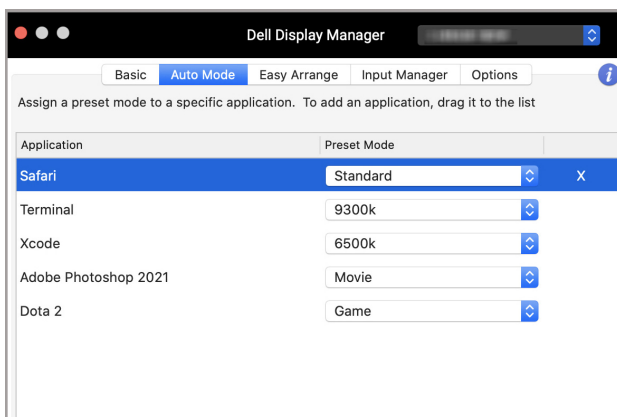 Dell Display Manager
Basic Auto Mode Easy Arrange Input Manager Options i
Assign a preset mode to a specific application. To add an application, drag it to the list
Application Preset Mode
Safari Standard X
Terminal 9300k
Xcode 6500k
Adobe Photoshop 2021 Movie
Dota 2 Game